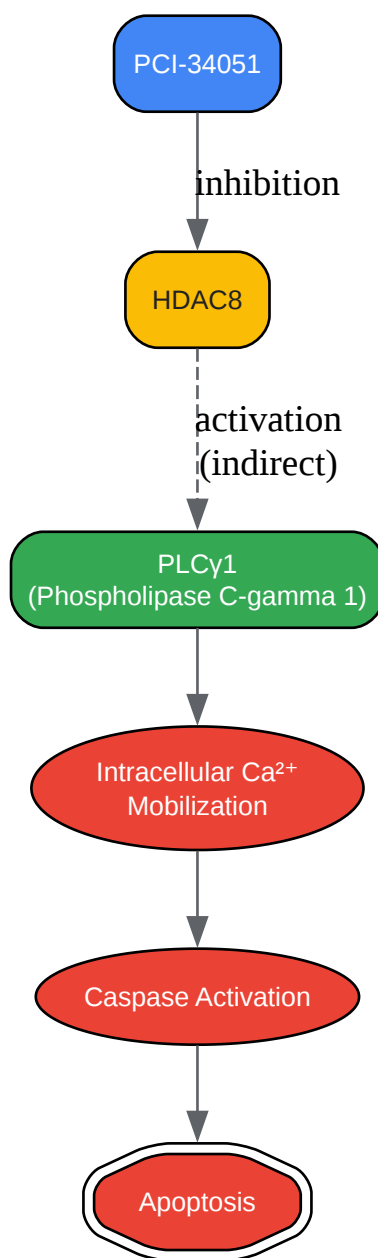 PCI-34051
inhibition
HDAC8
activation
(indirect)
PLCγ1
(Phospholipase C-gamma 1)
Intracellular Ca²⁺
Mobilization
Caspase Activation
Apoptosis